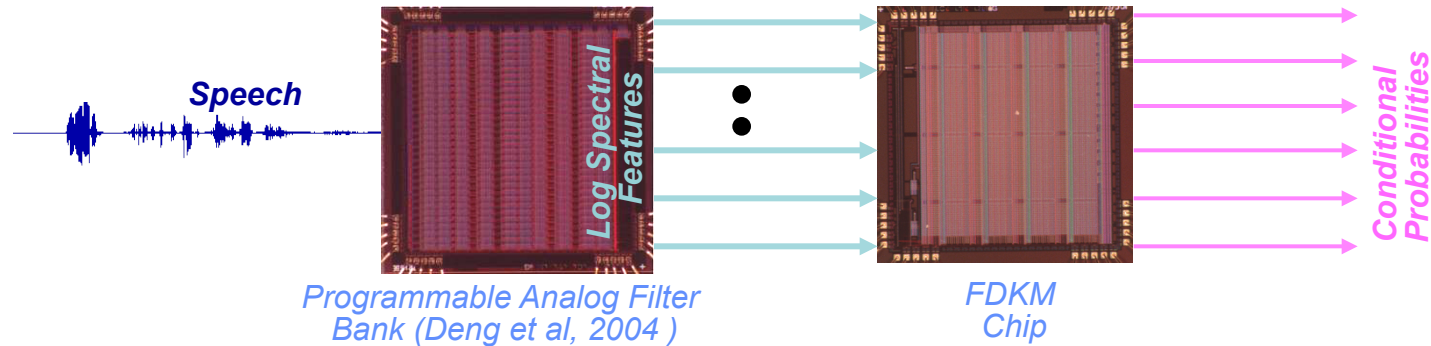 Speech
Log Spectral
Features
Conditional
Probabilities
Programmable Analog Filter
Bank (Deng et al, 2004 )
FDKM
Chip